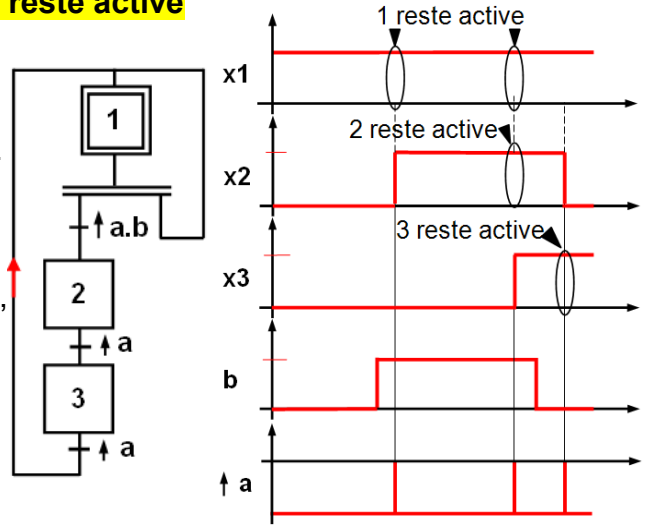 reste active
1 reste active
x1
1
2 reste active
x2
↑ a.b
3 reste active
2
x3
,
↑ a
3
b
↑ a
↑ a